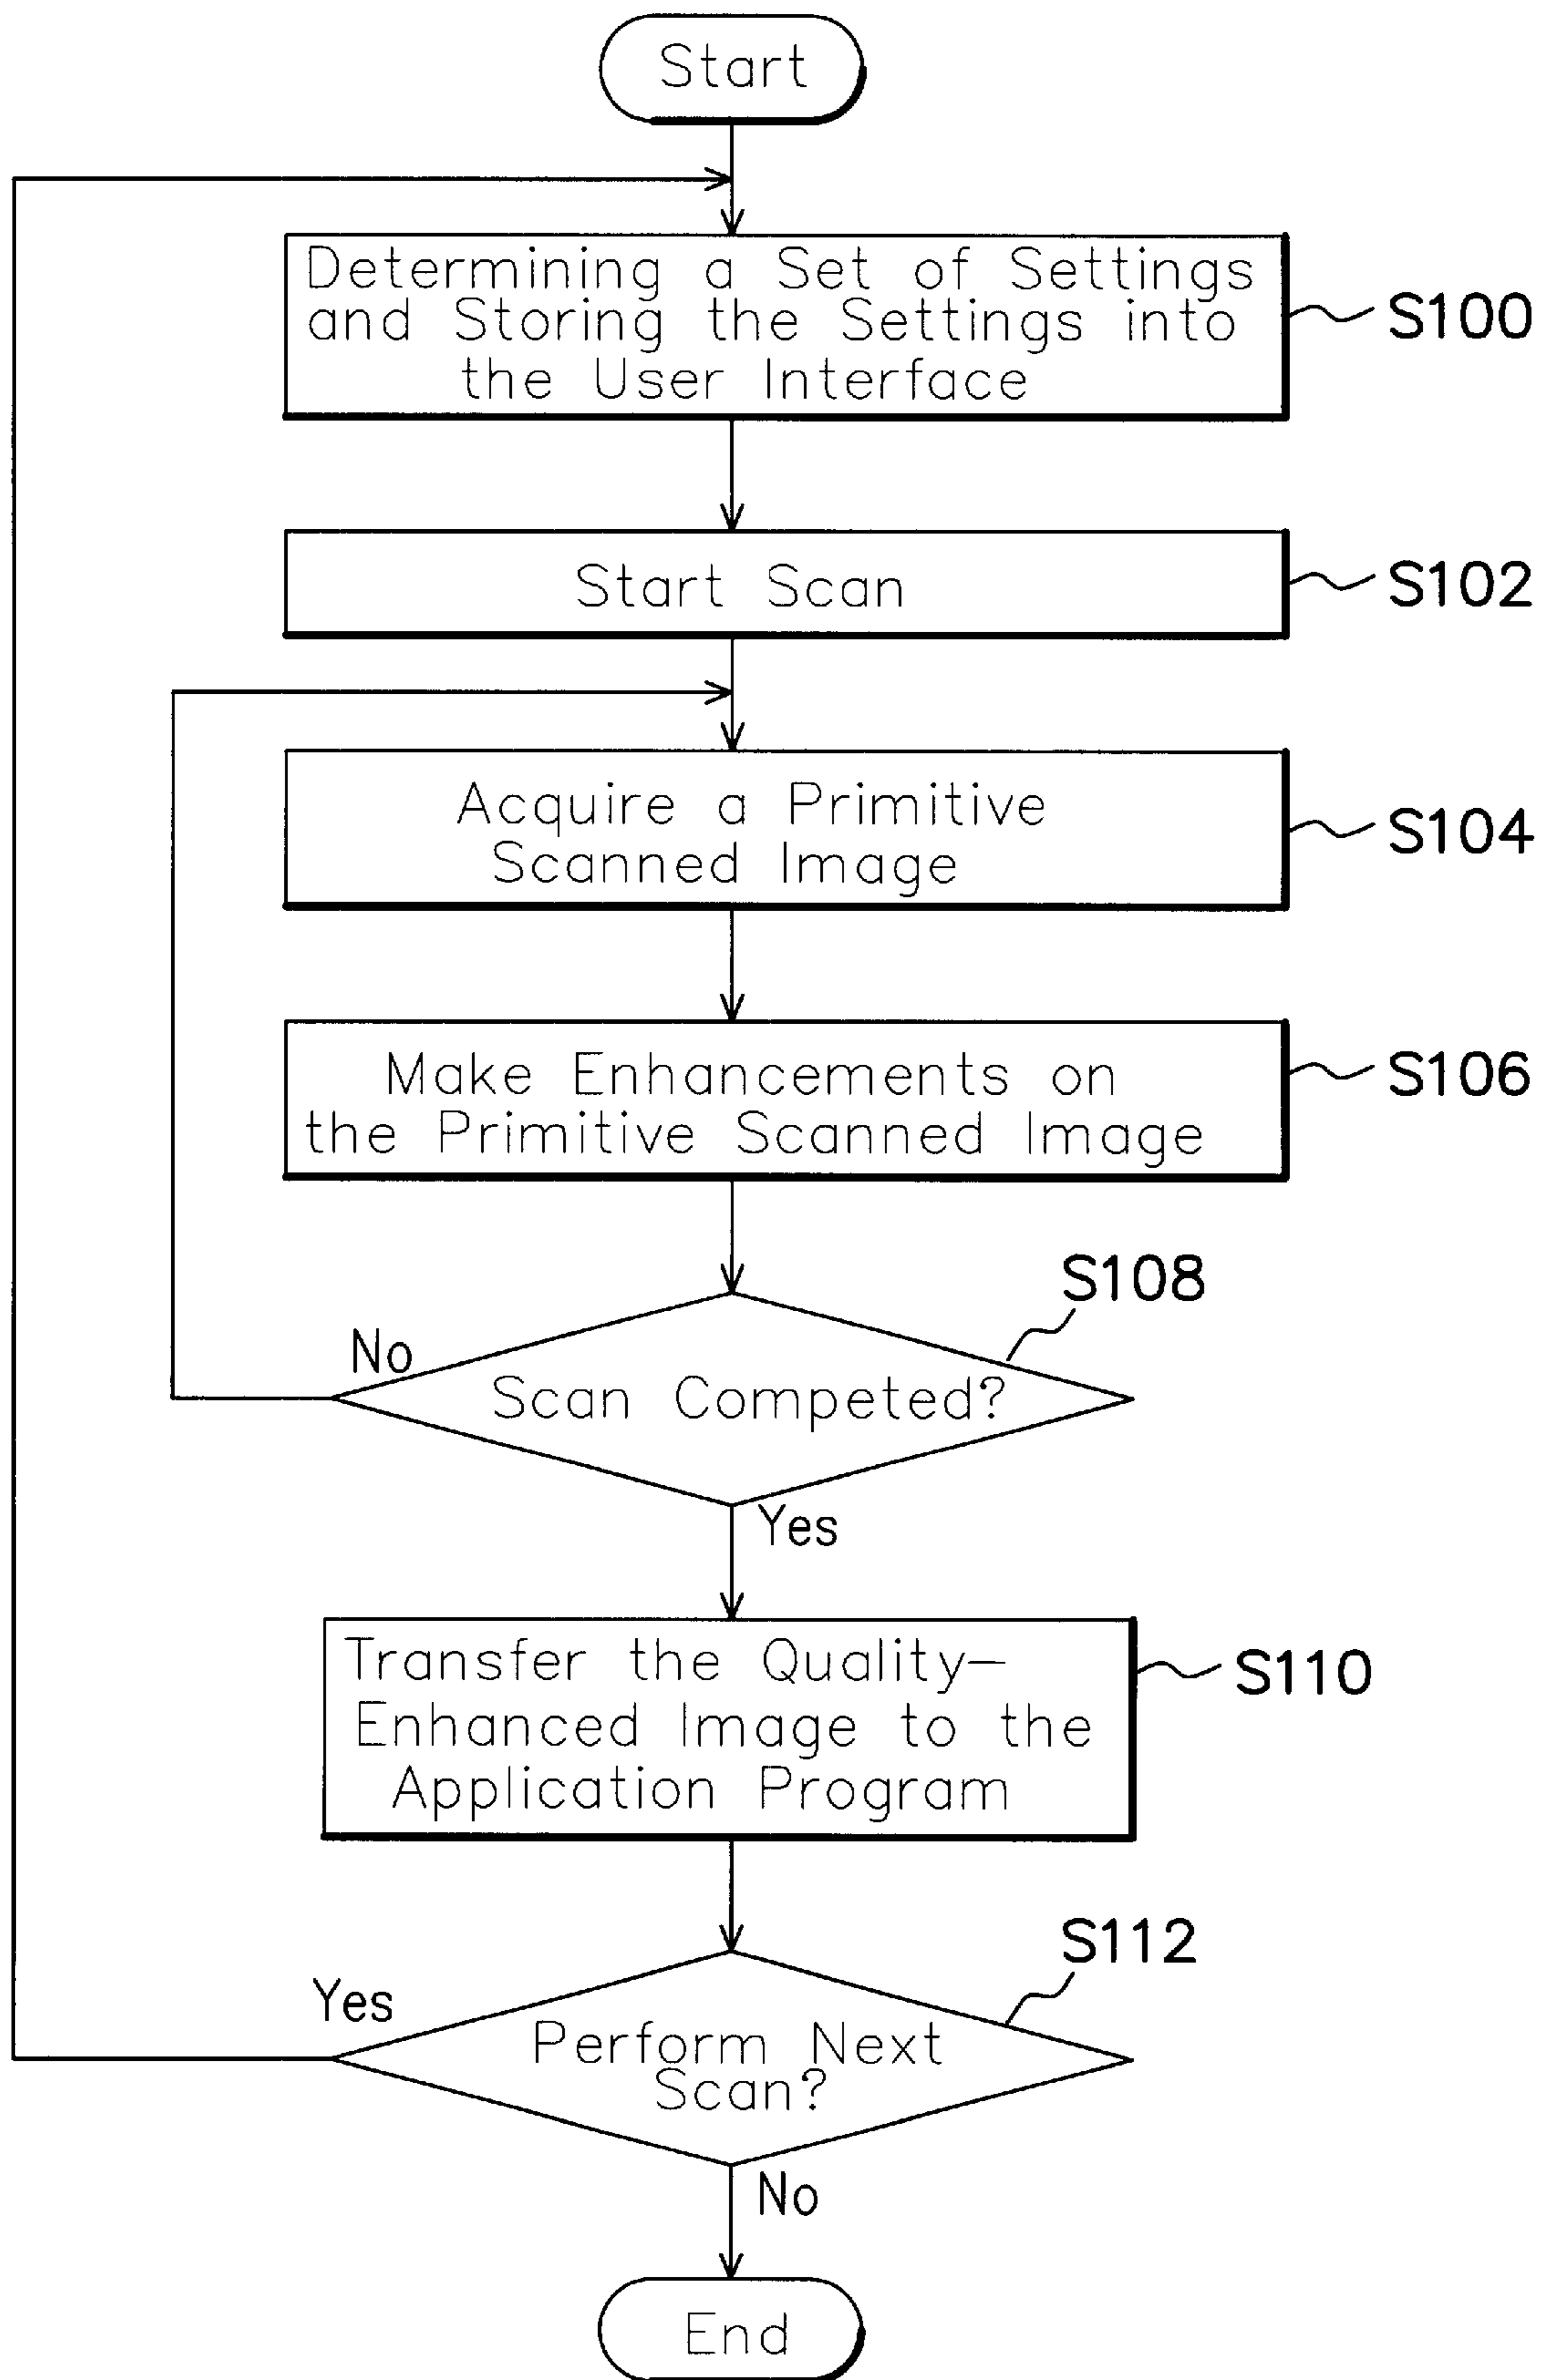 Start
Determining a Set of Settings
and Storing the Settings into
the User Interface
S100
Start Scan
S102
Acquire a Primitive
Scanned Image
S104
Make Enhancements on
the Primitive Scanned Image
S106
S108
No
Scan Competed?
Yes
Transfer the Quality-
Enhanced Image to the
Application Program
S110
S112
Yes
Perform Next
Scan?
No
End